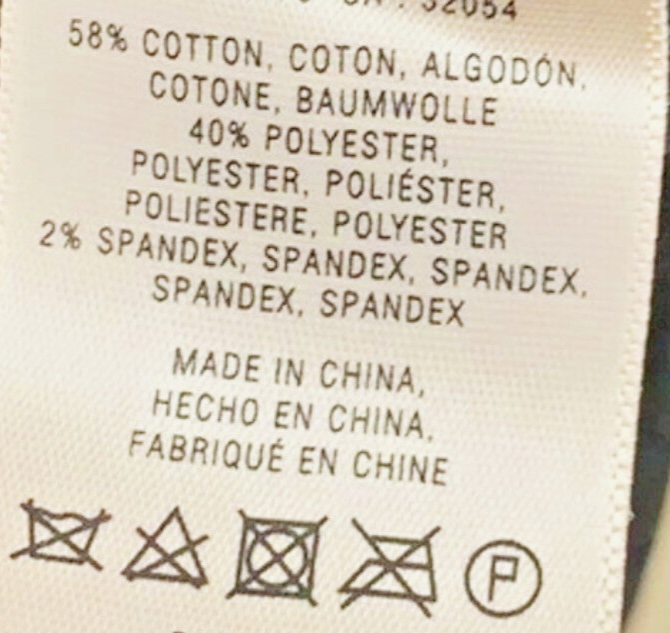 32054
58% COTTON, COTON, ALGODÓN,
COTONE, BAUMWOLLE
40% POLYESTER,
POLYESTER, POLIÉSTER,
POLIESTERE, POLYESTER
2% SPANDEX, SPANDEX, SPANDEX,
SPANDEX, SPANDEX
MADE IN CHINA,
HECHO EN CHINA,
FABRIQUÉ EN CHINE
P